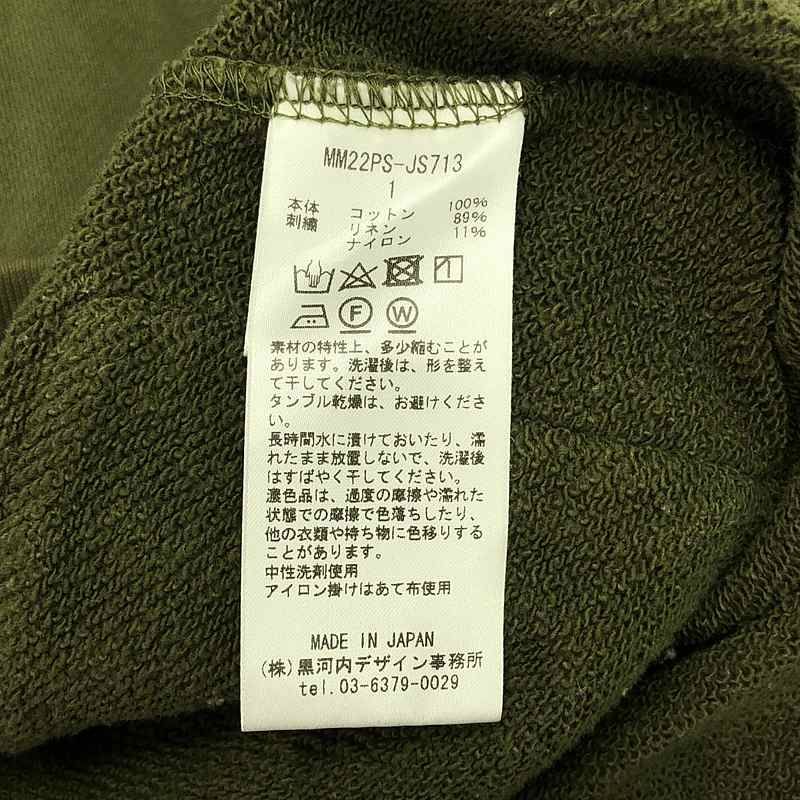 MM22PS-JS713
1
本体 コットン 100%
刺繍 リネン 89%
ナイロン 11%
F W
素材の特性上、多少縮むことが
あります。洗濯後は、形を整え
て干してください。
タンブル乾燥は、お避けくださ
い。
長時間水に漬けておいたり、濡
れたまま放置しないで、洗濯後
はすばやく干してください。
濃色品は、過度の摩擦や濡れた
状態での摩擦で色落ちしたり、
他の衣類や持ち物に色移りする
ことがあります。
中性洗剤使用
アイロン掛けはあて布使用
MADE IN JAPAN
(株)黒河内デザイン事務所
tel.03-6379-0029